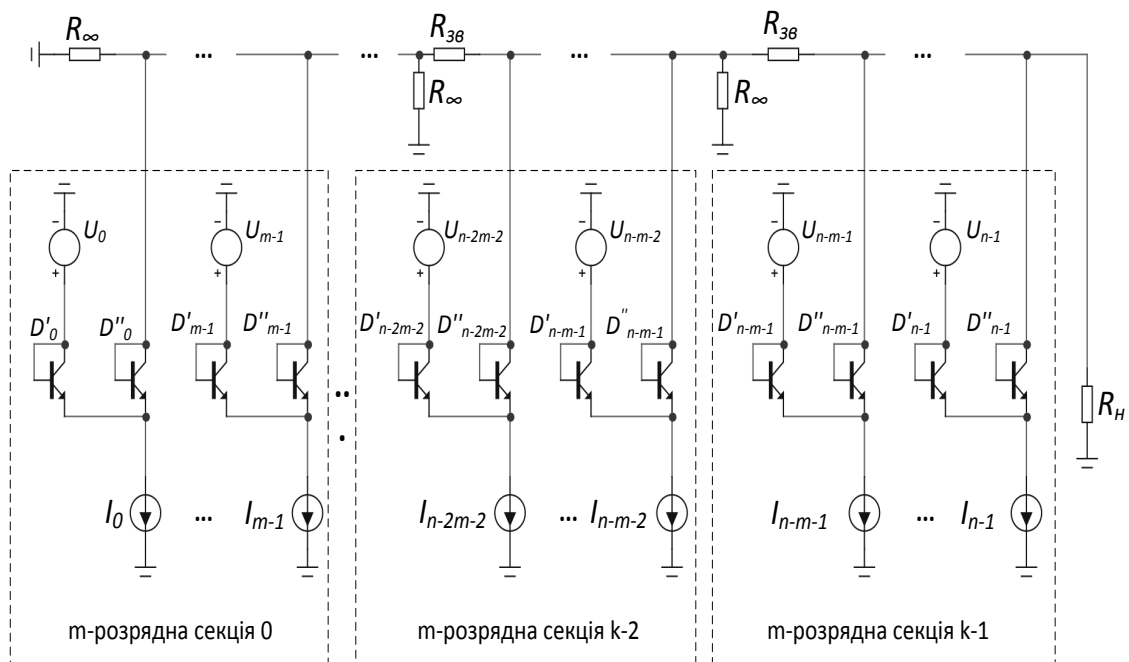 R∞ ... ... Rзв ... Rзв ...
R∞ R∞
− − − − − −
− − − − − −
U0 Um-1 Un-2m-2 Un-m-2 Un-m-1 Un-1
+ + + + + +
D'0 D''0 D'm-1 D''m-1 D'n-2m-2 D''n-2m-2 D'n-m-1 D''n-m-1 D'n-m-1 D''n-m-1 D'n-1 D''n-1
...
Rн
I0 ... Im-1 In-2m-2 ... In-m-2 In-m-1 ... In-1
m-розрядна секція 0 m-розрядна секція k-2 m-розрядна секція k-1